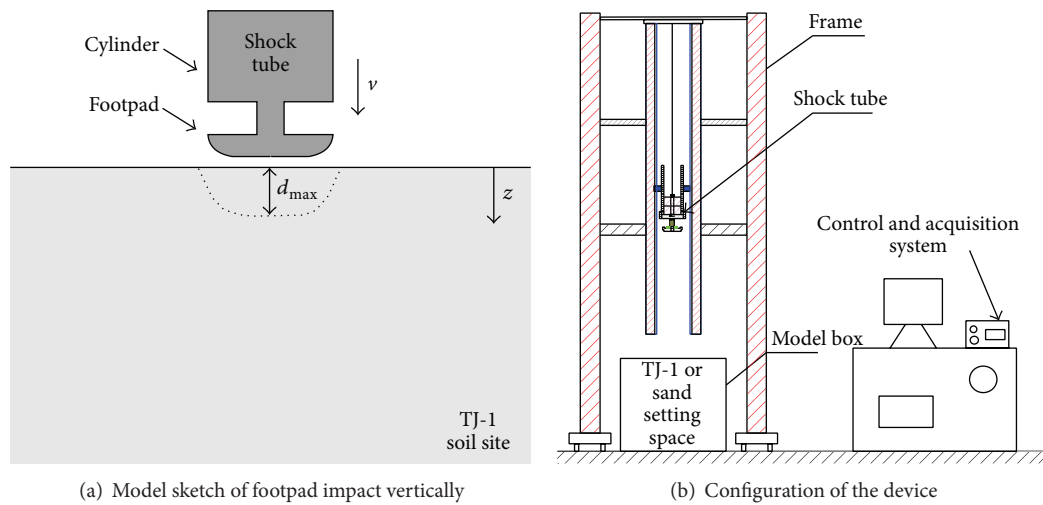 Cylinder
Shock
tube
v
Footpad
d_max
z
TJ-1
soil site
(a) Model sketch of footpad impact vertically
Frame
Shock tube
Control and acquisition
system
Model box
TJ-1 or
sand
setting
space
(b) Configuration of the device